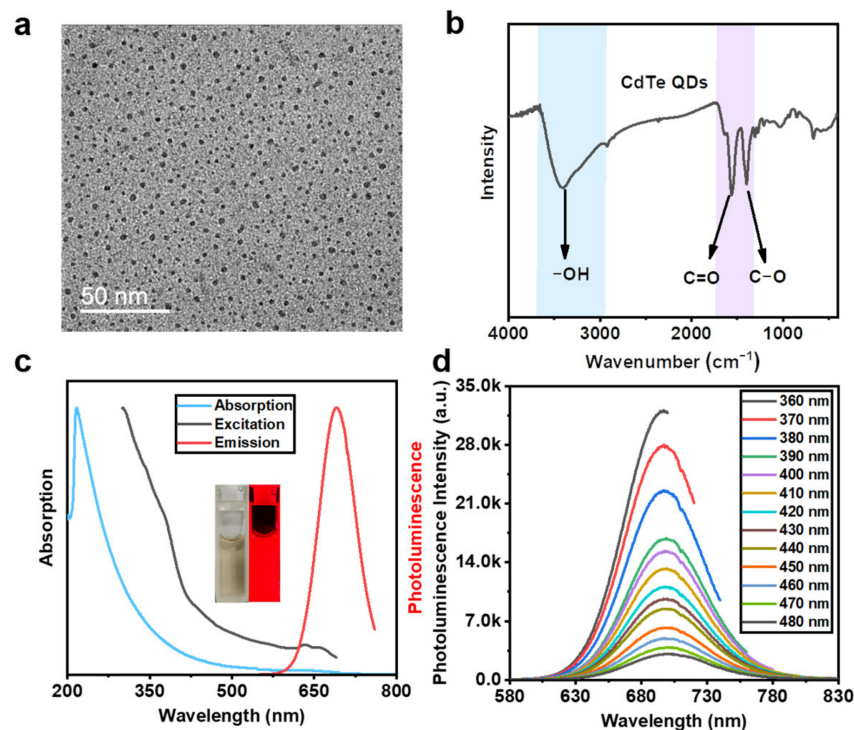 a
50 nm
b
CdTe QDs
Intensity
−OH
C=O
C−O
4000
3000
2000
1000
Wavenumber (cm⁻¹)
c
Absorption
Excitation
Emission
Absorption
Photoluminescence
200
350
500
650
800
Wavelength (nm)
d
Photoluminescence Intensity (a.u.)
35.0k
28.0k
21.0k
14.0k
7.0k
0.0
360 nm
370 nm
380 nm
390 nm
400 nm
410 nm
420 nm
430 nm
440 nm
450 nm
460 nm
470 nm
480 nm
580
630
680
730
780
830
Wavelength (nm)